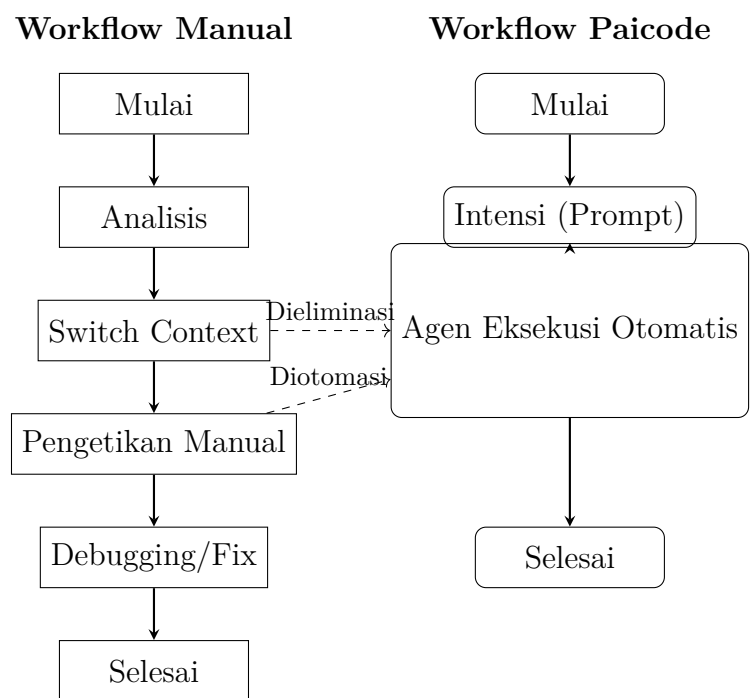 Workflow Manual
Mulai
Analisis
Switch Context
Pengetikan Manual
Debugging/Fix
Selesai
Dieliminasi
Diotomasi
Workflow Paicode
Mulai
Intensi (Prompt)
Agen Eksekusi Otomatis
Selesai